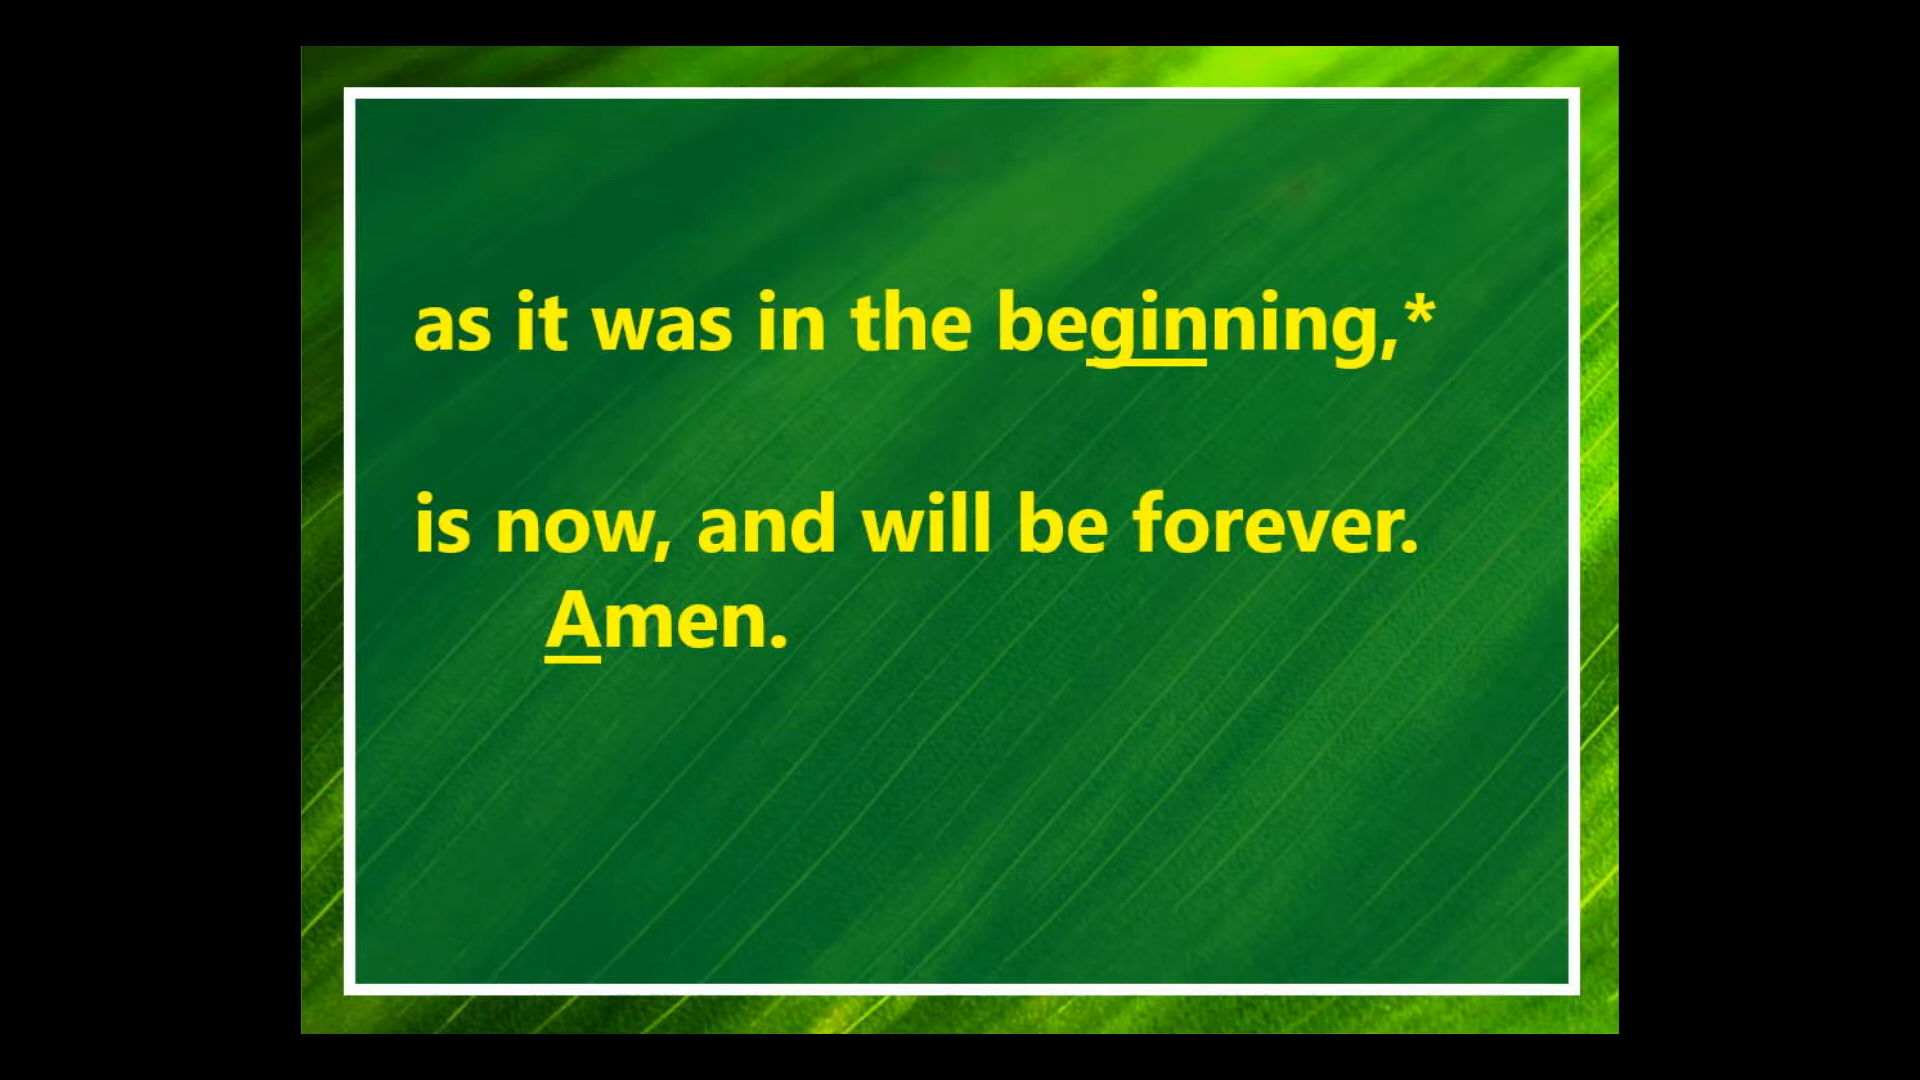 as it was in the beginning,*
is now, and will be forever.
Amen.